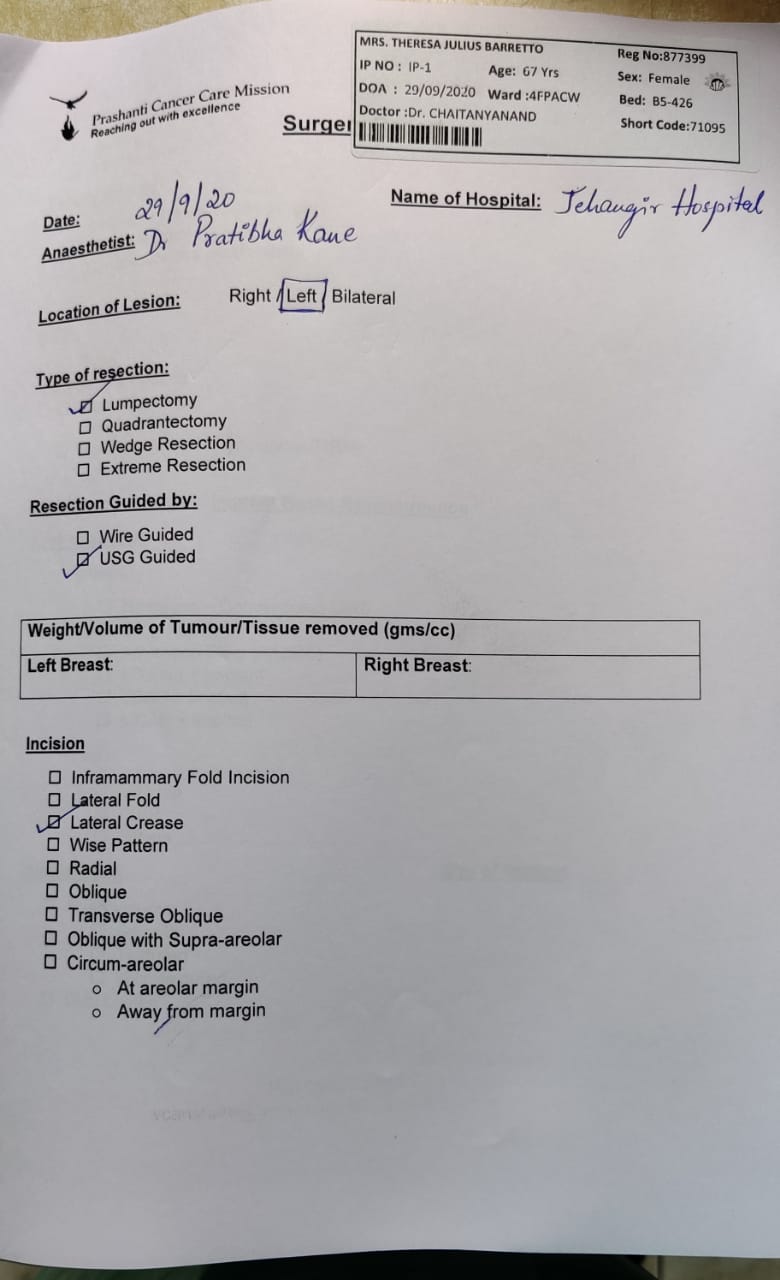 MRS. THERESA JULIUS BARRETTO
Reg No:877399
IP NO : IP-1 Age: 67 Yrs Sex: Female
DOA : 29/09/2020 Ward :4FPACW Bed: B5-426
Doctor :Dr. CHAITANYANAND Short Code:71095
Prashanti Cancer Care Mission
Reaching out with excellence
Surger
Date: 29/9/20 Name of Hospital: Jehangir Hospital
Anaesthetist: Dr Pratibha Kane
Location of Lesion: Right / Left / Bilateral
Type of resection:
Lumpectomy
Quadrantectomy
Wedge Resection
Extreme Resection
Resection Guided by:
Wire Guided
USG Guided
Weight/Volume of Tumour/Tissue removed (gms/cc)
Left Breast: Right Breast:
Incision
Inframammary Fold Incision
Lateral Fold
Lateral Crease
Wise Pattern
Radial
Oblique
Transverse Oblique
Oblique with Supra-areolar
Circum-areolar
At areolar margin
Away from margin